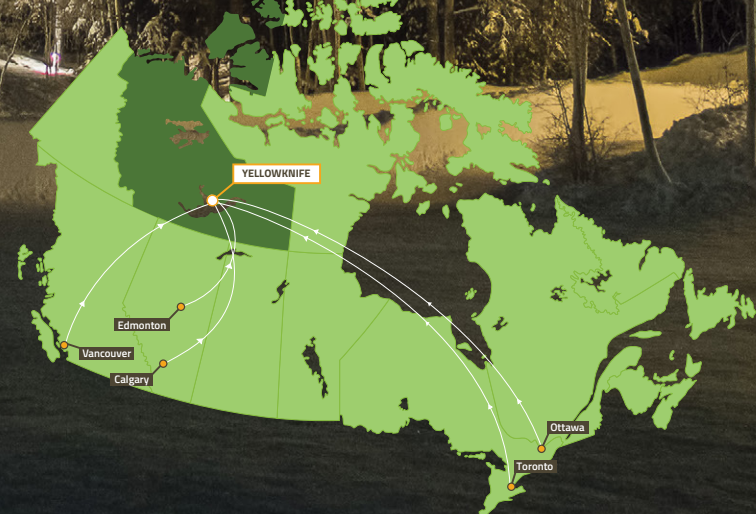 YELLOWKNIFE
Edmonton
Vancouver
Calgary
Ottawa
Toronto